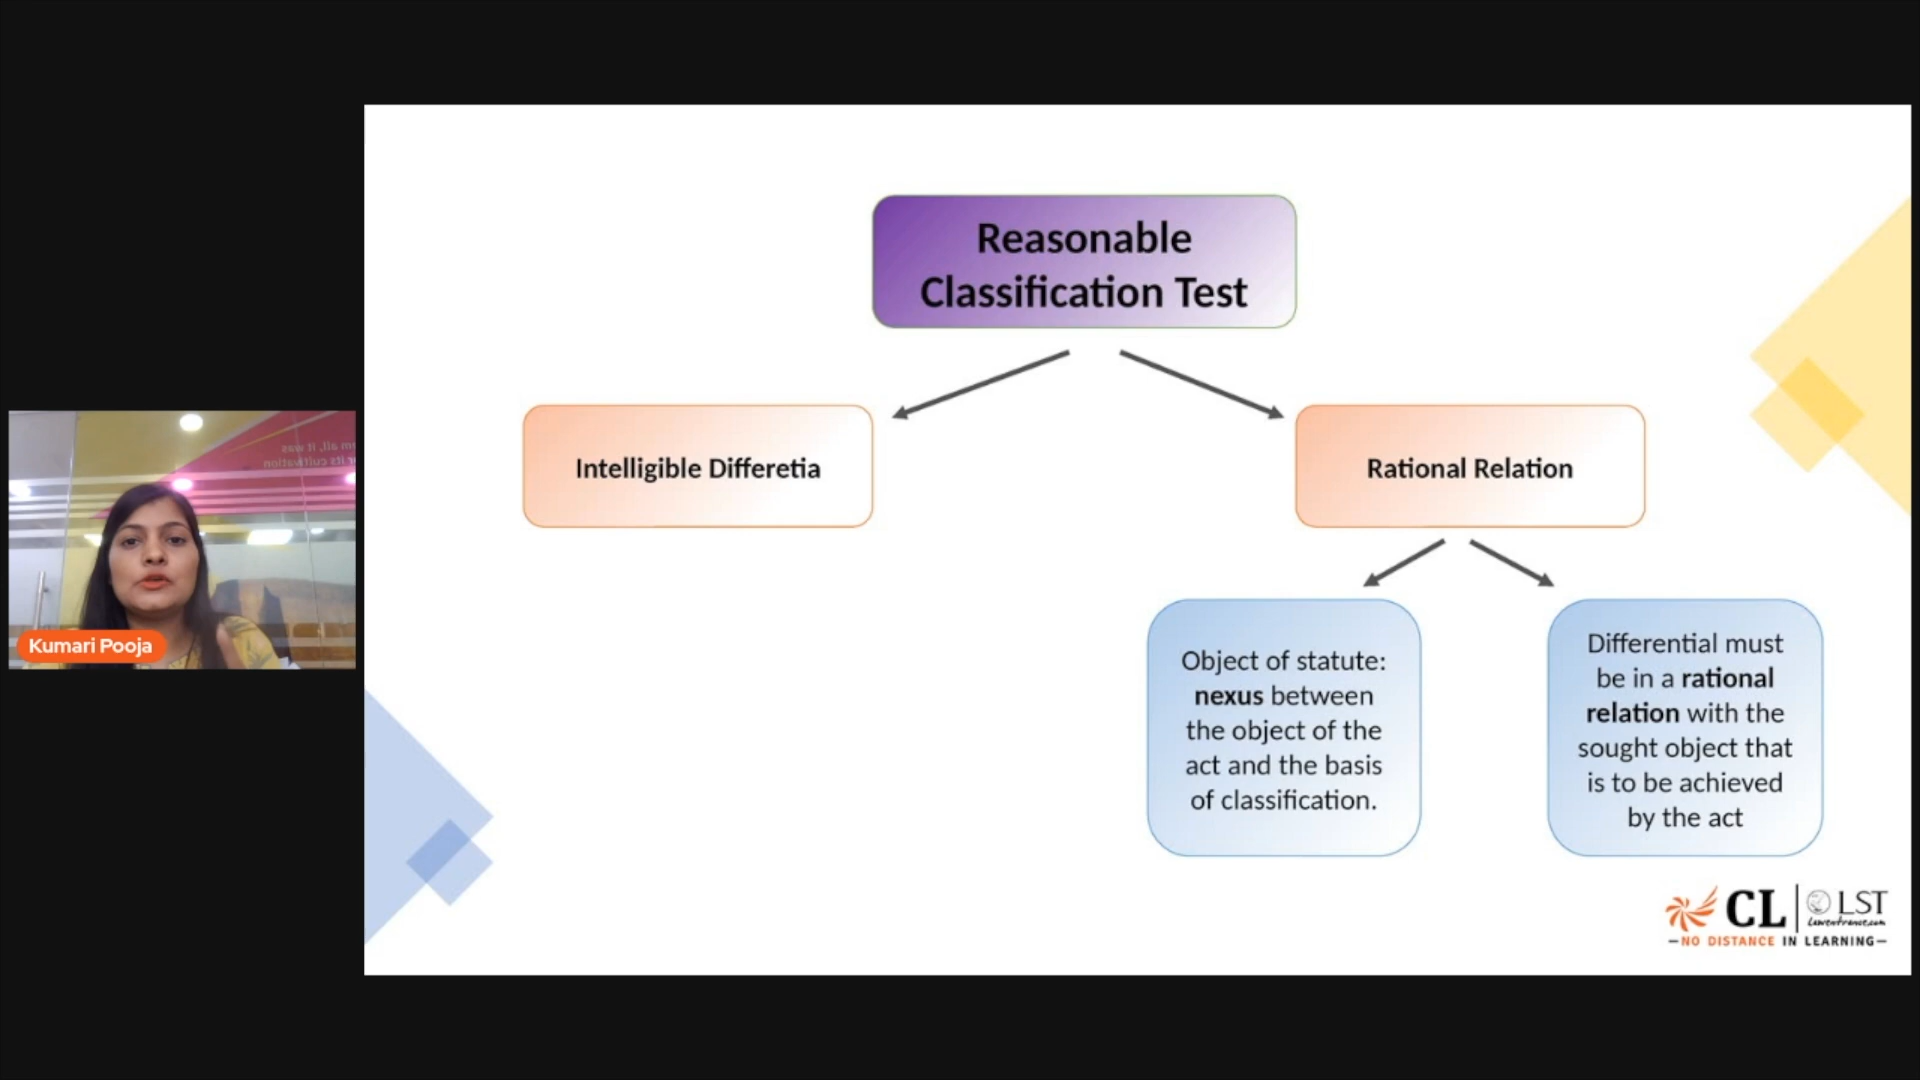 Reasonable
Classification Test
Intelligible Differetia
Rational Relation
Object of statute:
nexus between
the object of the
act and the basis
of classification.
Differential must
be in a rational
relation with the
sought object that
is to be achieved
by the act
Kumari Pooja
CL
LST
Lawentrance.com
—NO DISTANCE IN LEARNING—